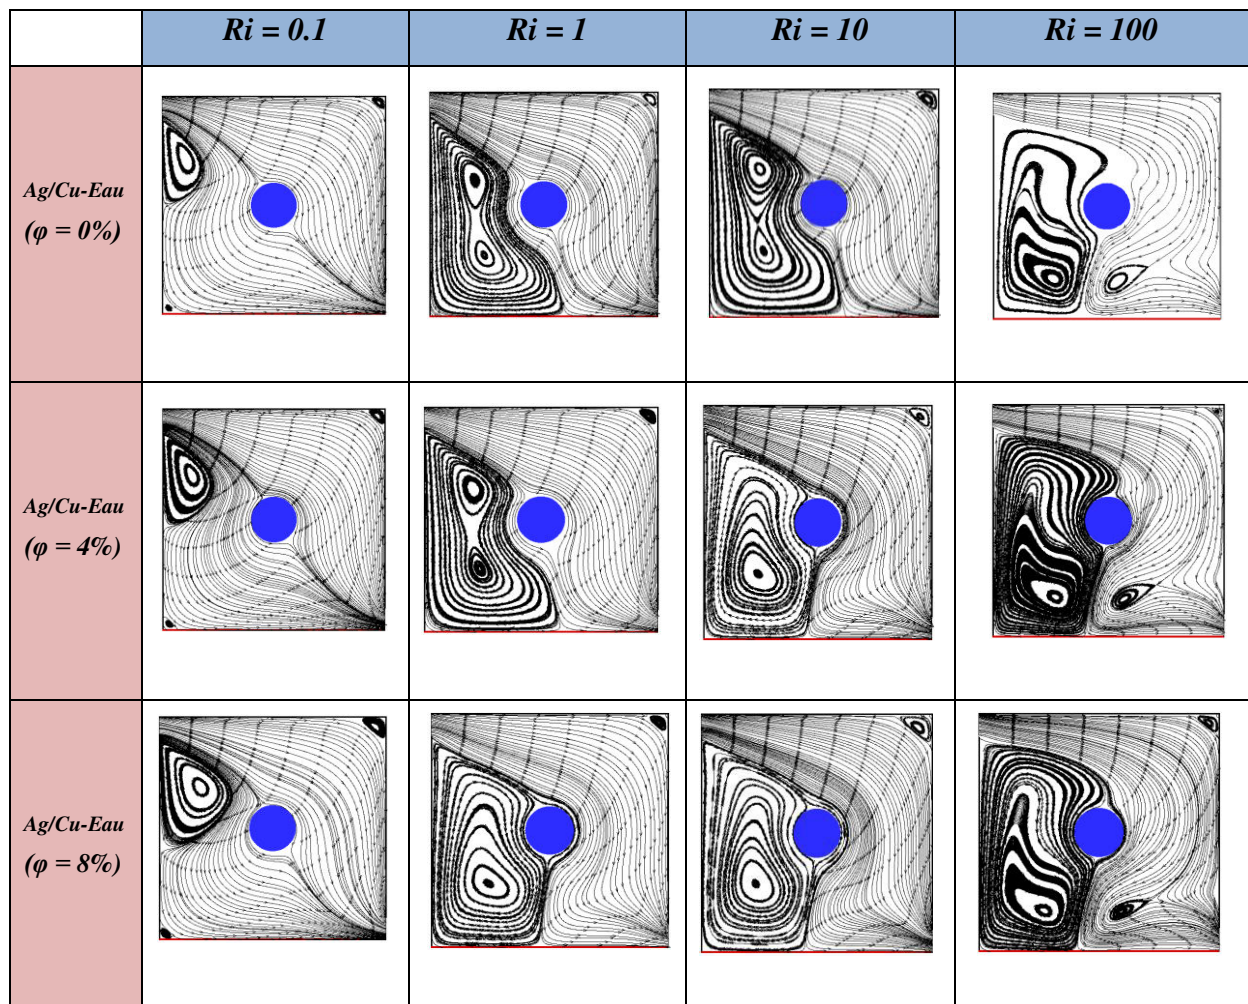 Ri = 0.1
Ri = 1
Ri = 10
Ri = 100
Ag/Cu-Eau
(φ = 0%)
Ag/Cu-Eau
(φ = 4%)
Ag/Cu-Eau
(φ = 8%)